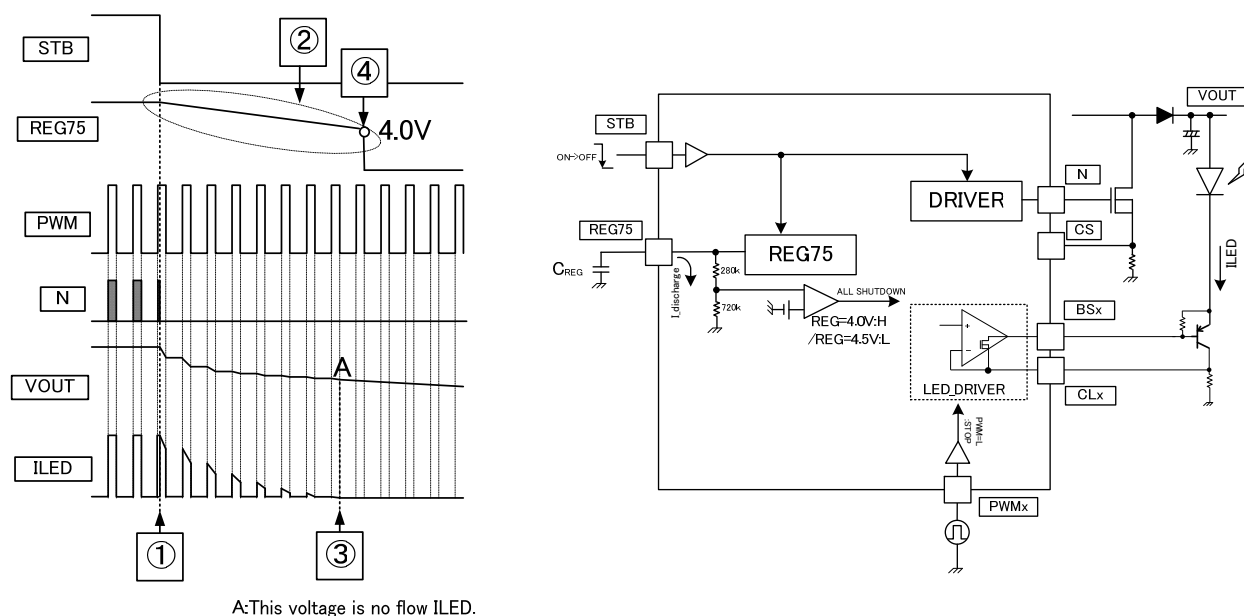 STB
REG75
PWM
N
VOUT
ILED
②
④
4.0V
A
①
③
A:This voltage is no flow ILED.
STB
ON->OFF
REG75
CREG
I_discharge
280k
720k
REG75
DRIVER
ALL SHUTDOWN
REG=4.0V:H
/REG=4.5V:L
N
CS
VOUT
ILED
+
-
LED_DRIVER
BSx
CLx
PWM=L
:STOP
PWMx